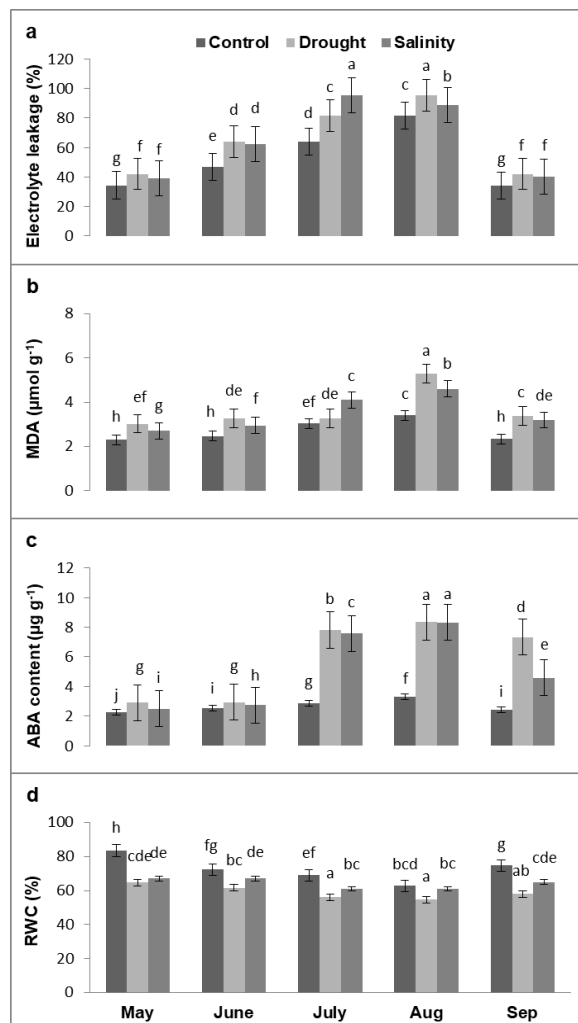 a
Control Drought Salinity
Electrolyte leakage (%)
120
100
80
60
40
20
0
g f f e d d d c a c a b g f f
b
MDA (µmol g-1)
8
6
4
2
0
h ef g h de f ef de c c a b h c de
c
ABA content (µg g-1)
12
10
8
6
4
2
0
j g i i g h g b c f a a i d e
d
RWC (%)
100
80
60
40
20
0
h cde de fg bc de ef a bc bcd a bc g ab cde
May June July Aug Sep